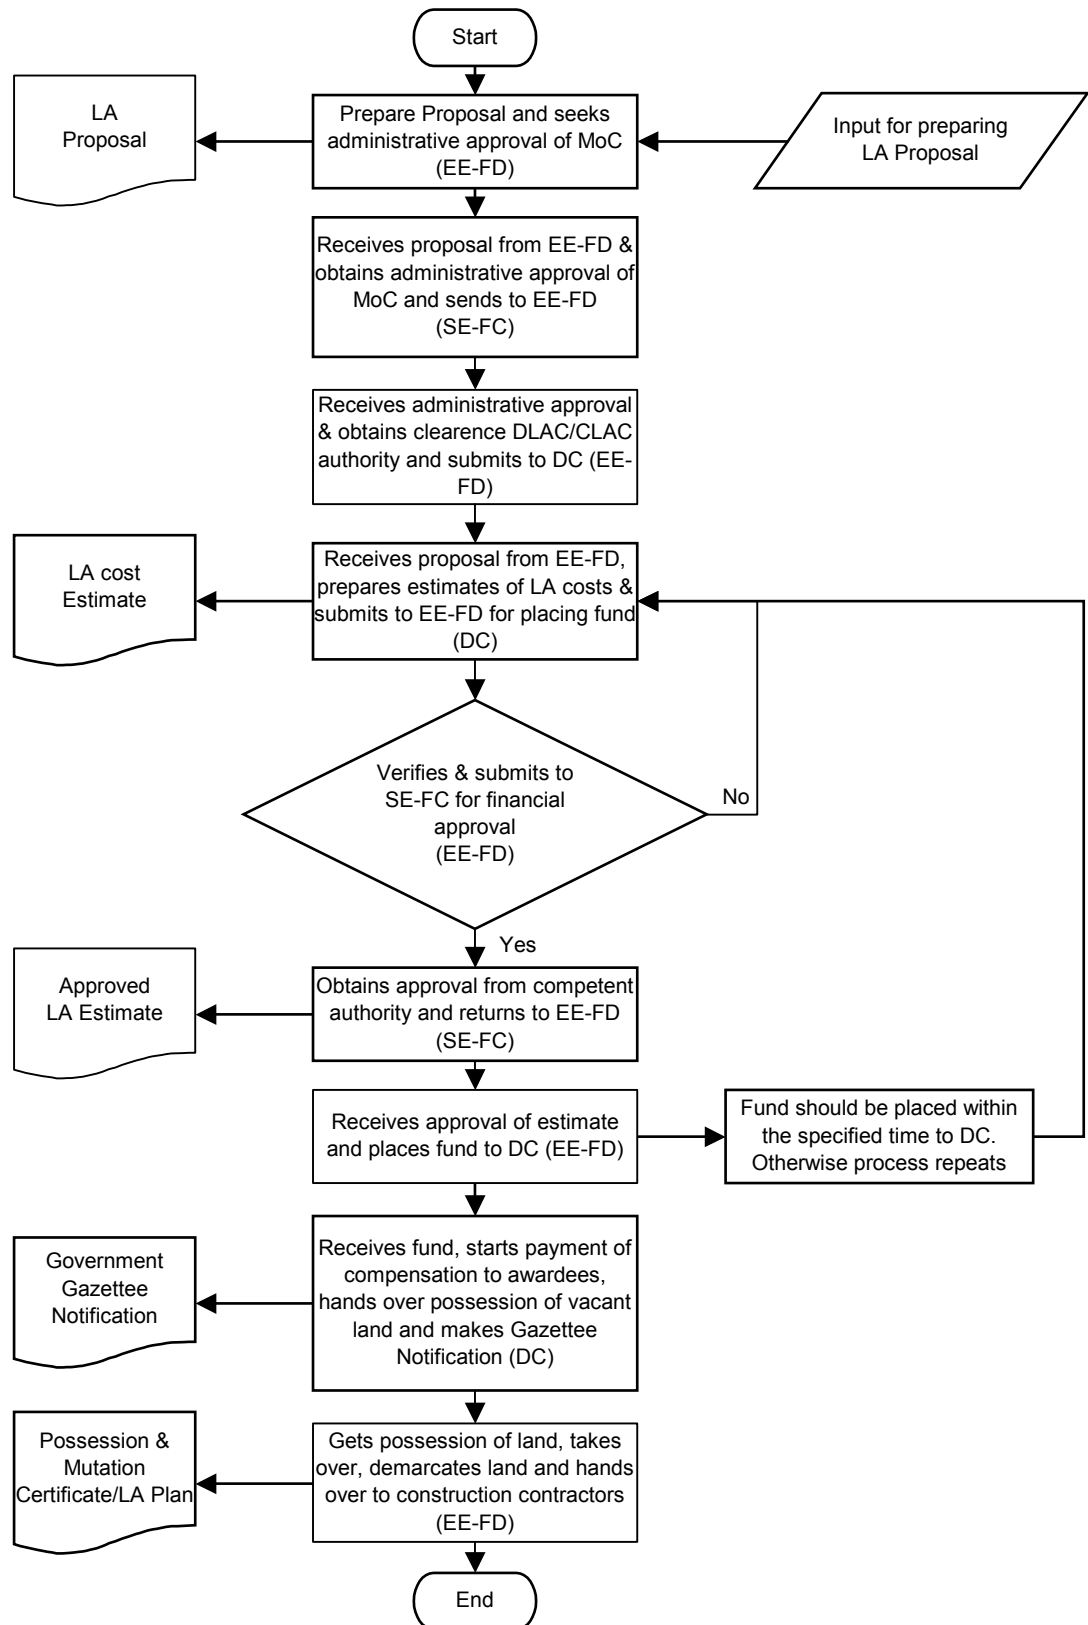 Start
LA
Proposal
Prepare Proposal and seeks
administrative approval of MoC
(EE-FD)
Input for preparing
LA Proposal
Receives proposal from EE-FD &
obtains administrative approval of
MoC and sends to EE-FD
(SE-FC)
Receives administrative approval
& obtains clearence DLAC/CLAC
authority and submits to DC (EE-
FD)
LA cost
Estimate
Receives proposal from EE-FD,
prepares estimates of LA costs &
submits to EE-FD for placing fund
(DC)
Verifies & submits to
SE-FC for financial
approval
(EE-FD)
No
Yes
Approved
LA Estimate
Obtains approval from competent
authority and returns to EE-FD
(SE-FC)
Receives approval of estimate
and places fund to DC (EE-FD)
Fund should be placed within
the specified time to DC.
Otherwise process repeats
Government
Gazettee
Notification
Receives fund, starts payment of
compensation to awardees,
hands over possession of vacant
land and makes Gazettee
Notification (DC)
Possession &
Mutation
Certificate/LA Plan
Gets possession of land, takes
over, demarcates land and hands
over to construction contractors
(EE-FD)
End